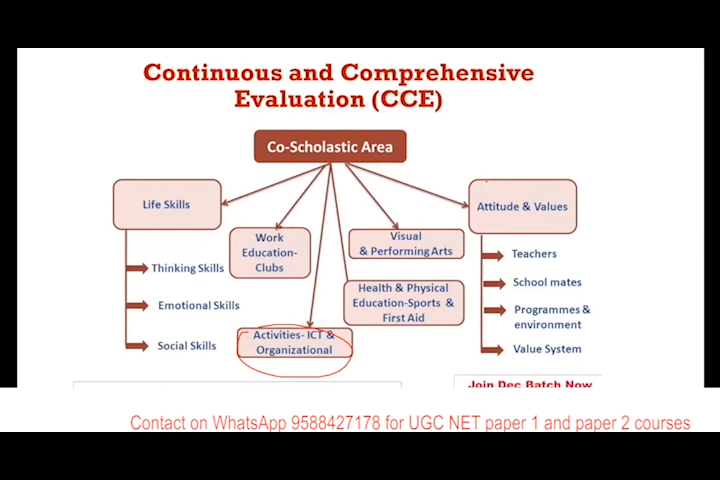 Continuous and Comprehensive
Evaluation (CCE)
Co-Scholastic Area
Life Skills
Thinking Skills
Emotional Skills
Social Skills
Work
Education-
Clubs
Activities- ICT &
Organizational
Visual
& Performing Arts
Health & Physical
Education-Sports &
First Aid
Attitude & Values
Teachers
School mates
Programmes &
environment
Value System
Join Dec Batch Now
Contact on WhatsApp 9588427178 for UGC NET paper 1 and paper 2 courses